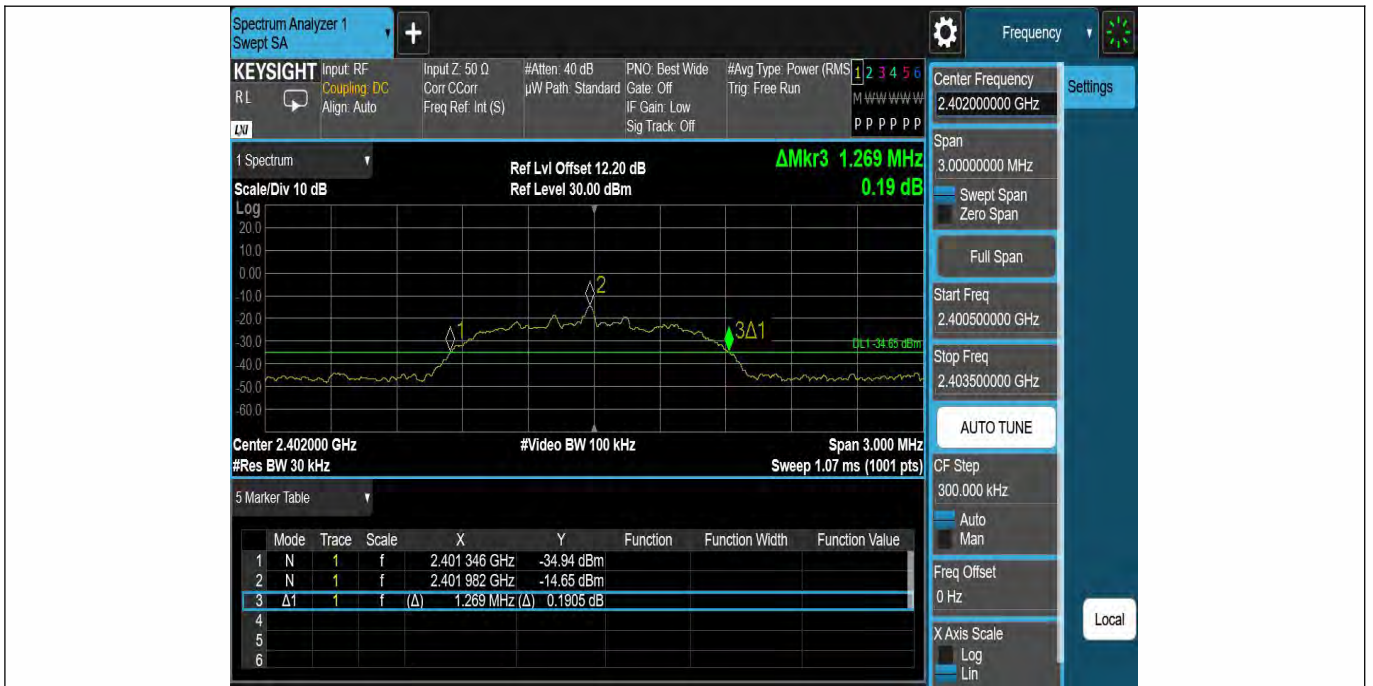 Spectrum Analyzer 1
Swept SA
+
Frequency
KEYSIGHT
RL
LXI
Input: RF
Coupling: DC
Align: Auto
Input Z: 50 Ω
Corr CCorr
Freq Ref: Int (S)
#Atten: 40 dB
µW Path: Standard
PNO: Best Wide
Gate: Off
IF Gain: Low
Sig Track: Off
#Avg Type: Power (RMS
Trig: Free Run
1 2 3 4 5 6
M W W W W W
P P P P P P
Center Frequency
2.402000000 GHz
Settings
Span
3.00000000 MHz
Swept Span
Zero Span
Full Span
Start Freq
2.400500000 GHz
Stop Freq
2.403500000 GHz
AUTO TUNE
CF Step
300.000 kHz
Auto
Man
Freq Offset
0 Hz
X Axis Scale
Log
Lin
Local
1 Spectrum
Scale/Div 10 dB
Ref Lvl Offset 12.20 dB
Ref Level 30.00 dBm
ΔMkr3 1.269 MHz
0.19 dB
Log
20.0
10.0
0.00
-10.0
-20.0
-30.0
-40.0
-50.0
-60.0
1
2
3Δ1
DL1 -34.65 dBm
Center 2.402000 GHz
#Video BW 100 kHz
Span 3.000 MHz
#Res BW 30 kHz
Sweep 1.07 ms (1001 pts)
5 Marker Table
Mode Trace Scale X Y Function Function Width Function Value
1 N 1 f 2.401 346 GHz -34.94 dBm
2 N 1 f 2.401 982 GHz -14.65 dBm
3 Δ1 1 f (Δ) 1.269 MHz (Δ) 0.1905 dB
4
5
6